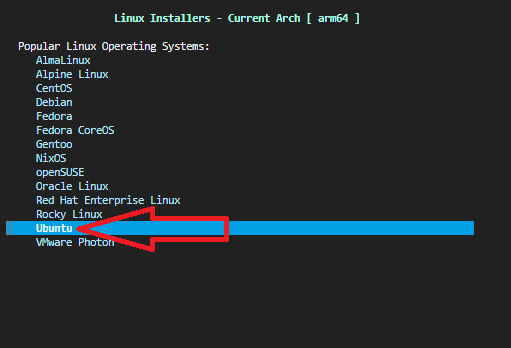 Linux Installers - Current Arch [ arm64 ]
Popular Linux Operating Systems:
AlmaLinux
Alpine Linux
CentOS
Debian
Fedora
Fedora CoreOS
Gentoo
NixOS
openSUSE
Oracle Linux
Red Hat Enterprise Linux
Rocky Linux
Ubuntu
VMware Photon